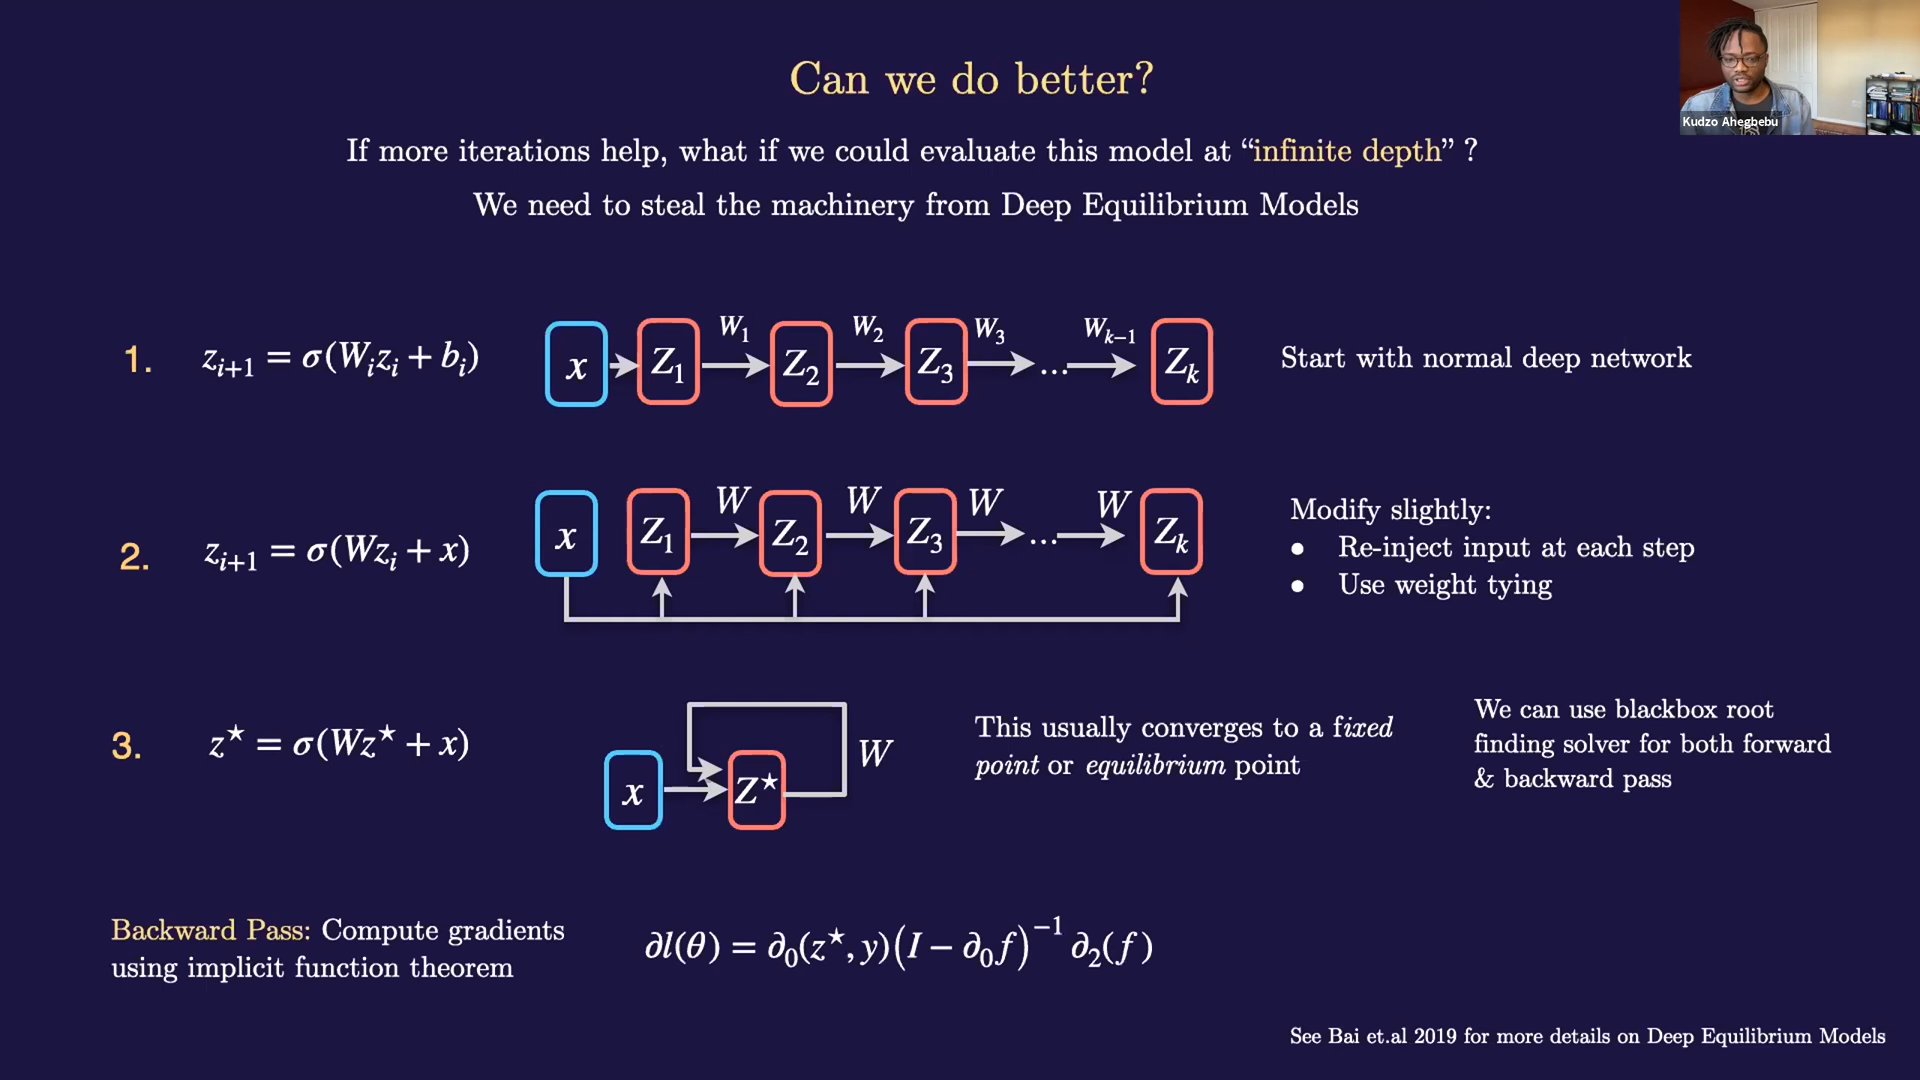 Can we do better?
Kudzo Ahegbebu
If more iterations help, what if we could evaluate this model at “infinite depth” ?
We need to steal the machinery from Deep Equilibrium Models
1. z_{i+1} = σ(W_i z_i + b_i)
x Z_1 W_1 Z_2 W_2 Z_3 W_3 ... W_{k−1} Z_k
Start with normal deep network
2. z_{i+1} = σ(Wz_i + x)
x Z_1 W Z_2 W Z_3 W ... W Z_k
Modify slightly:
● Re-inject input at each step
● Use weight tying
3. z^⋆ = σ(Wz^⋆ + x)
x Z^⋆ W
This usually converges to a fixed
point or equilibrium point
We can use blackbox root
finding solver for both forward
& backward pass
Backward Pass: Compute gradients
using implicit function theorem
∂l(θ) = ∂_0(z^⋆, y)(I − ∂_0 f)^{−1} ∂_2(f)
See Bai et.al 2019 for more details on Deep Equilibrium Models